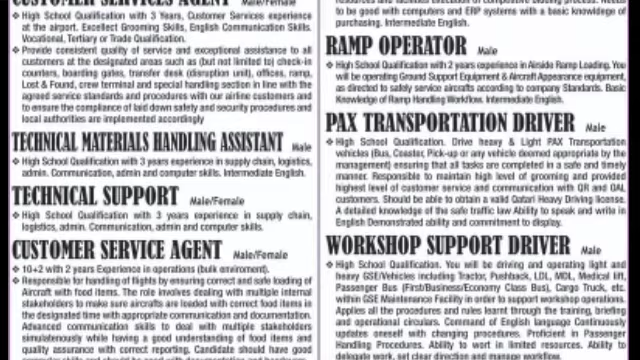 CUSTOMER SERVICES AGENT Male/Female
❖ High School Qualification with 3 Years, Customer Services experience
at the airport. Excellect Grooming Skills, English Communication Skills.
Vocational, Tertiary or Trade Qualification.
❖ Provide consistent quality of service and exceptional assistance to all
customers at the designated areas such as (but not limited to) check-in
counters, boarding gates, transfer desk (disruption unit), offices, ramp,
Lost & Found, crew terminal and special handling section in line with the
agreed standards and procedures with our airline customers and
to ensure the compliance of laid down safety and security procedures and
local authorities are implemented accordingly
TECHNICAL MATERIALS HANDLING ASSISTANT Male
❖ High School Qualification with 3 years experience in supply chain, logistics,
admin. Communication, admin and computer skills. Intermediate English.
TECHNICAL SUPPORT Male/Female
❖ High School Qualification with 3 years experience in supply chain,
logistics, admin. Communication, admin and computer skills.
CUSTOMER SERVICE AGENT Male/Female
❖ 10+2 with 2 years Experience in operations (bulk enviroment).
❖ Responsible for handling of flights by ensuring correct and safe loading of
Aircraft with food items. The role involves dealing with multiple internal
stakeholders to make sure aircrafts are loaded with correct food items in
the designated time with appropriate communication and documentation.
Advanced communication skills to deal with multiple stakeholders
simulatenously while having a good understanding of food items and
quality assurance with correct reporting. Candidate should have good
to be good with computers and ERP systems with a basic knowlege of
purchasing. Intermediate English.
RAMP OPERATOR Male
❖ High School Qualification with 2 years experience in Airside Ramp Loading. You
will be operating Ground Support Equipment & Aircraft Appearance equipment,
as directed to safely service aircrafts according to company Standards. Basic
Knowledge of Ramp Handling Workflow. Intermediate English.
PAX TRANSPORTATION DRIVER Male
❖ High School Qualification. Drive heavy & Light PAX Transportation
vehicles (Bus, Coaster, Pick-up or any vehicle deemed appropriate by the
management) ensuring that all tasks are completed in a safe and timely
manner. Responsible to maintain high level of grooming and provided
highest level of customer service and communication with QR and OAL
customers. Should be able to obtain a valid Qatari Heavy Driving license.
A detailed knowledge of the safe traffic law Ability to speak and write in
English Demonstrated ability and commitment to display.
WORKSHOP SUPPORT DRIVER Male
❖ High School Qualification. You will be driving and operating light and
heavy GSE/Vehicles including Tractor, Pushback, LDL, MDL, Medical lift,
Passenger Bus (First/Business/Economy Class Bus), Cargo Truck, etc.
within GSE Maintenance Facility in order to support workshop operations.
Applies all the procedures and rules learnt through the training, briefing
and operational circulars. Command of English language Continuously
updates oneself with changing procedures. Proficient in Passenger
Handling Procedures. Ability to work in limited resources. Ability to
delegate work, set clear direction and manage workflow.